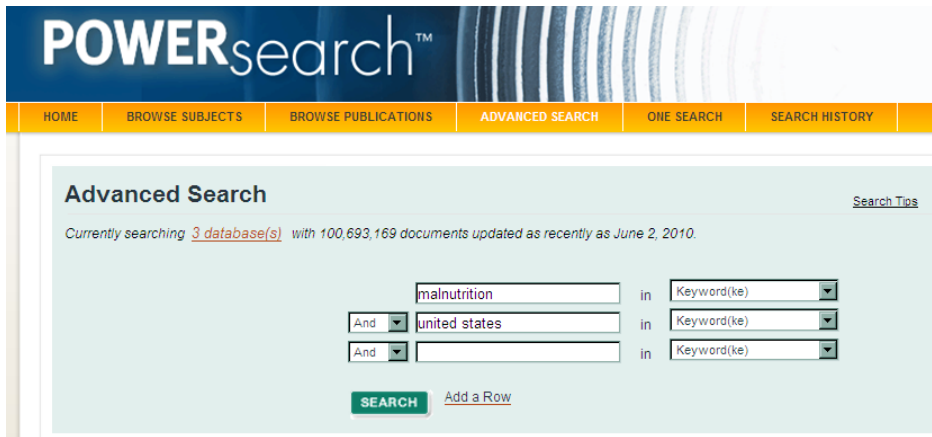 POWERsearch™
HOME BROWSE SUBJECTS BROWSE PUBLICATIONS ADVANCED SEARCH ONE SEARCH SEARCH HISTORY
Advanced Search
Search Tips
Currently searching 3 database(s) with 100,693,169 documents updated as recently as June 2, 2010.
malnutrition in Keyword(ke)
And united states in Keyword(ke)
And in Keyword(ke)
SEARCH Add a Row